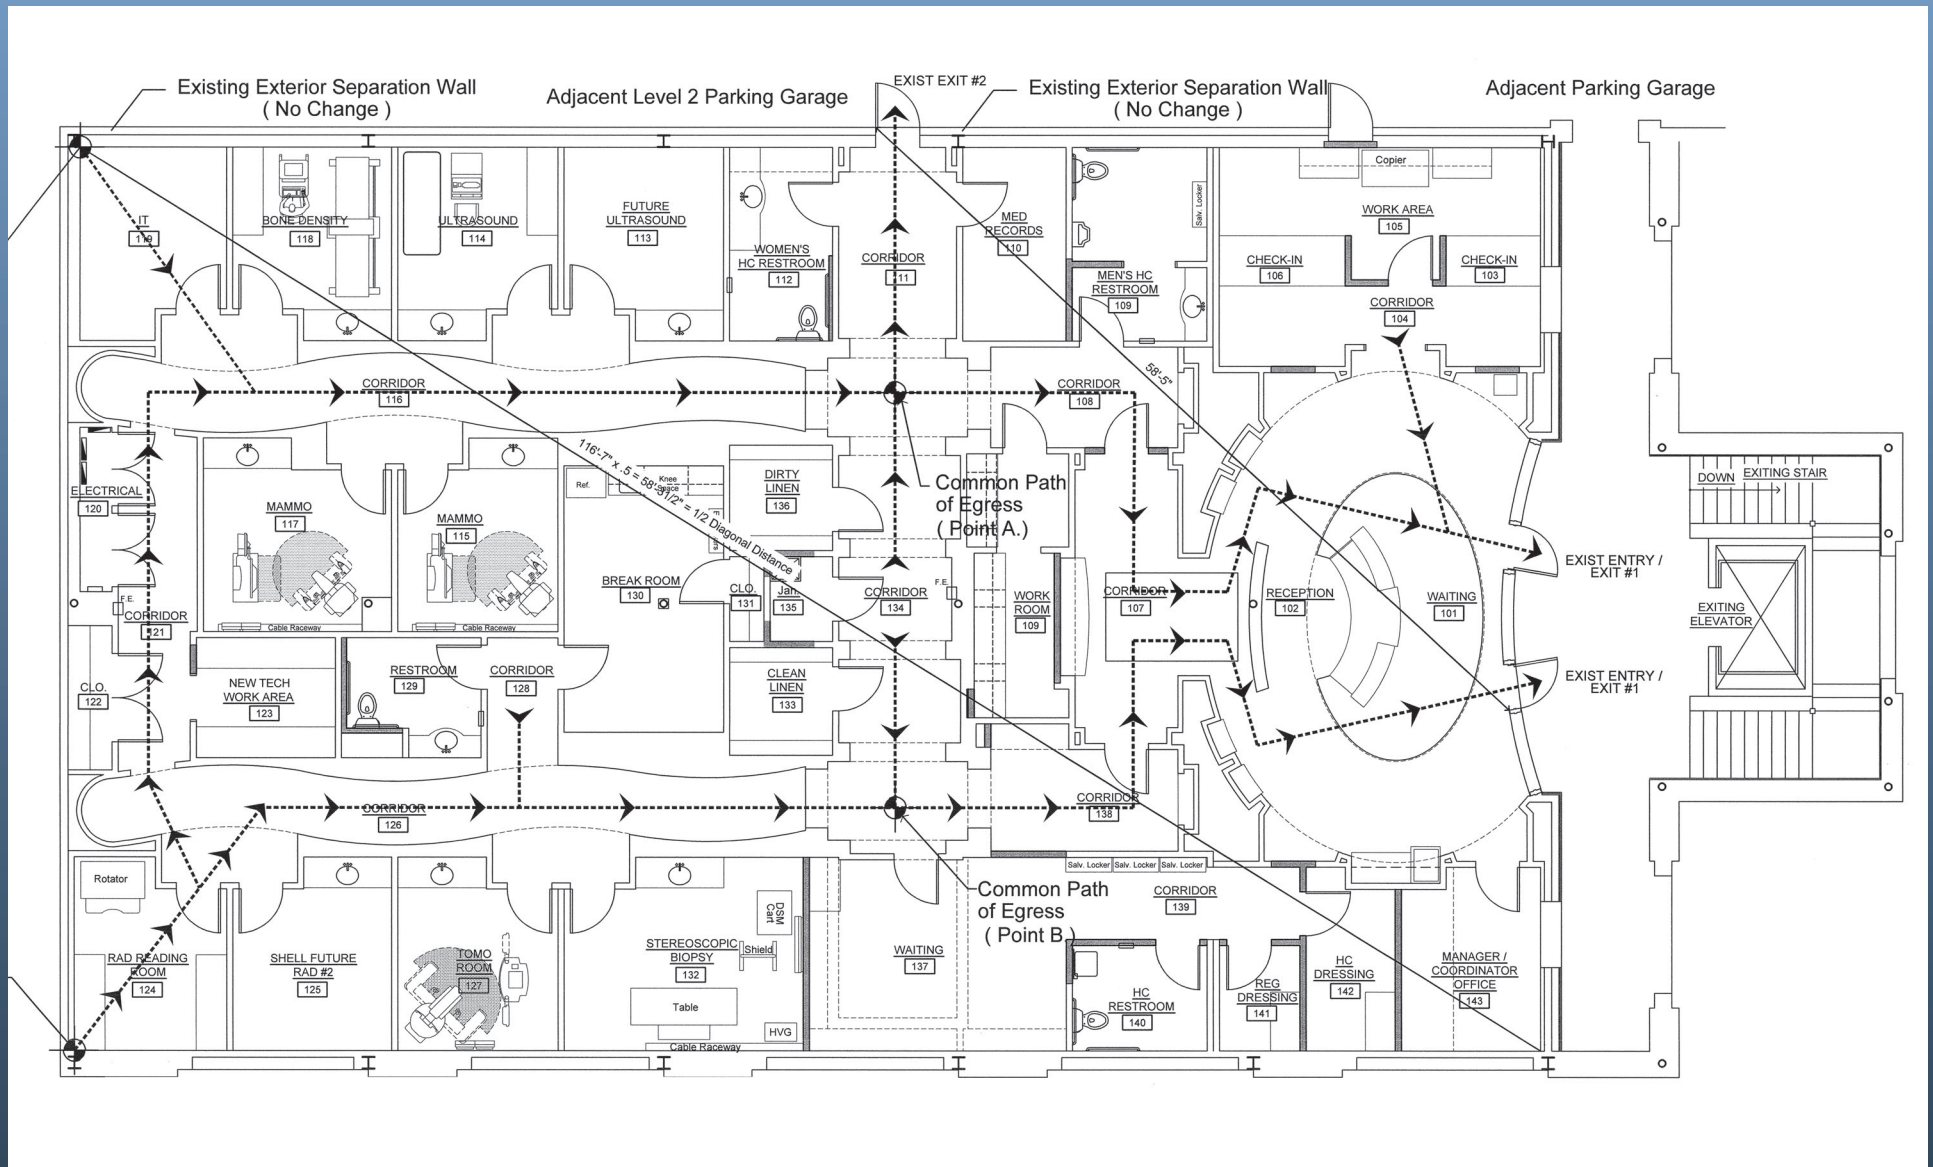 Existing Exterior Separation Wall
( No Change )
Adjacent Level 2 Parking Garage
EXIST EXIT #2
Existing Exterior Separation Wall
( No Change )
Adjacent Parking Garage
IT
119
BONE DENSITY
118
ULTRASOUND
114
FUTURE
ULTRASOUND
113
WOMEN'S
HC RESTROOM
112
CORRIDOR
111
MED
RECORDS
110
Salv. Locker
MEN'S HC
RESTROOM
109
Copier
WORK AREA
105
CHECK-IN
106
CHECK-IN
103
CORRIDOR
104
CORRIDOR
116
CORRIDOR
108
58'-5"
116'-7" x .5 = 58'-3 1/2" = 1/2 Diagonal Distance
ELECTRICAL
120
MAMMO
117
MAMMO
115
Ref.
Knee
Space
DIRTY
LINEN
136
Common Path
of Egress
( Point A.)
DOWN
EXITING STAIR
F.E.
CORRIDOR
121
Cable Raceway
Cable Raceway
BREAK ROOM
130
CLO.
131
Jan.
135
CORRIDOR
134
F.E.
WORK
ROOM
109
CORRIDOR
107
RECEPTION
102
WAITING
101
EXIST ENTRY /
EXIT #1
EXITING
ELEVATOR
CLO.
122
NEW TECH
WORK AREA
123
RESTROOM
129
CORRIDOR
128
CLEAN
LINEN
133
EXIST ENTRY /
EXIT #1
CORRIDOR
126
CORRIDOR
138
Rotator
Salv. Locker
Salv. Locker
Salv. Locker
Common Path
of Egress
( Point B.)
CORRIDOR
139
RAD READING
ROOM
124
SHELL FUTURE
RAD #2
125
TOMO
ROOM
127
STEREOSCOPIC
BIOPSY
132
DSM
Cart
Shield
Table
HVG
Cable Raceway
WAITING
137
HC
RESTROOM
140
REG
DRESSING
141
HC
DRESSING
142
MANAGER /
COORDINATOR
OFFICE
143